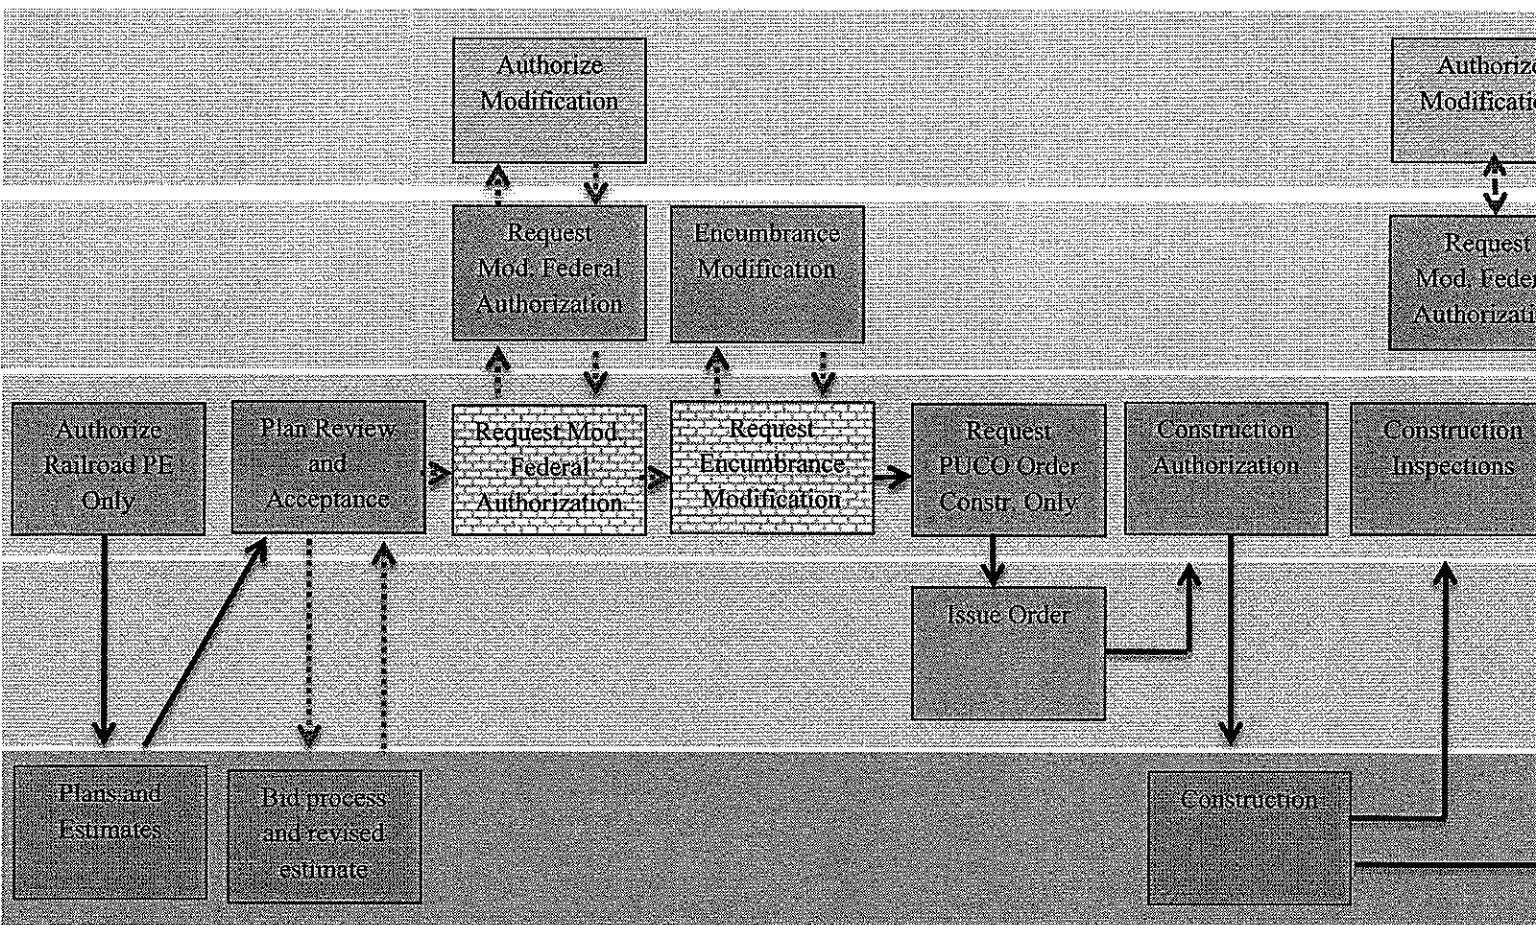 Authorize
Modification
Authorize
Modificati
Request
Mod. Federal
Authorization
Encumbrance
Modification
Request
Mod. Feder
Authorizati
Authorize
Railroad PE
Only
Plan Review
and
Acceptance
Request Mod.
Federal
Authorization
Request
Encumbrance
Modification
Request
PUCO Order
Constr. Only
Construction
Authorization
Construction
Inspections
Issue Order
Plans and
Estimates
Bid process
and revised
estimate
Construction